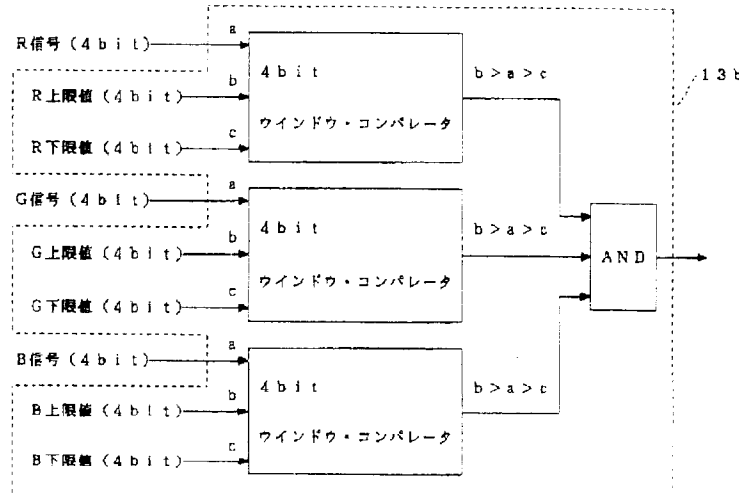 R信号(4bit)
a
R上限値(4bit)
b
R下限値(4bit)
c
4bit
ウインドウ・コンパレータ
b>a>c
13b
G信号(4bit)
a
G上限値(4bit)
b
G下限値(4bit)
c
4bit
ウインドウ・コンパレータ
b>a>c
AND
B信号(4bit)
a
B上限値(4bit)
b
B下限値(4bit)
c
4bit
ウインドウ・コンパレータ
b>a>c